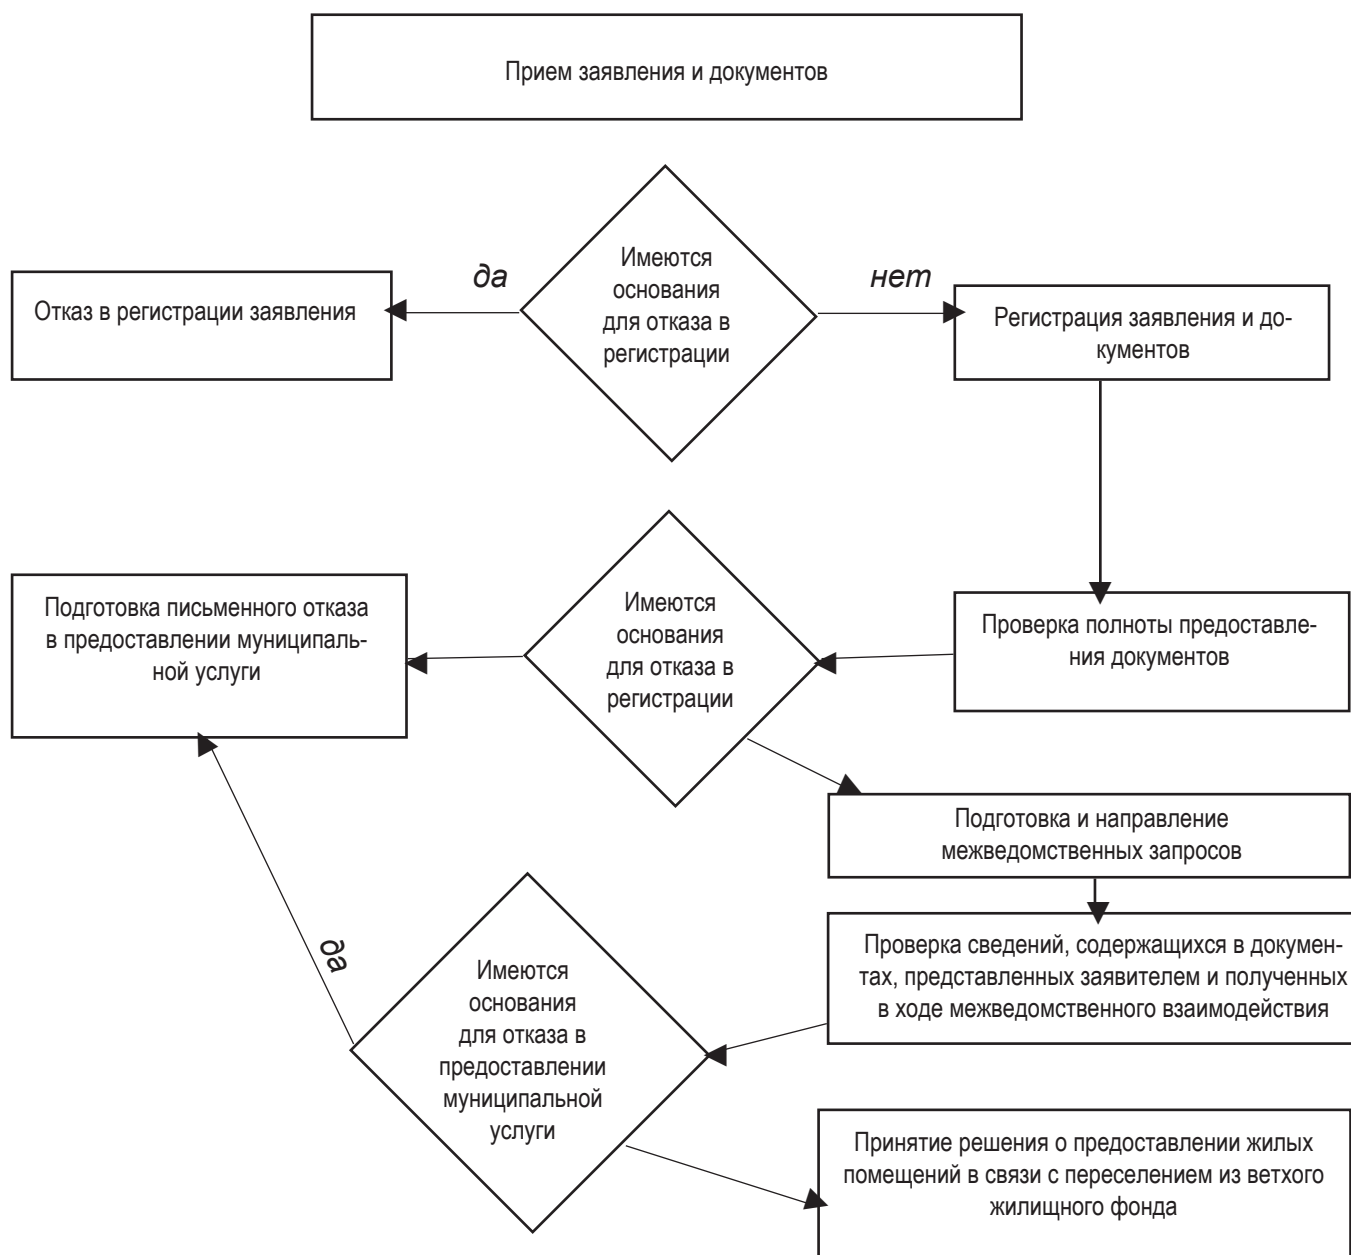 Прием заявления и документов
да
Имеются
основания
для отказа в
регистрации
нет
Отказ в регистрации заявления
Регистрация заявления и до-
кументов
Подготовка письменного отказа
в предоставлении муниципаль-
ной услуги
Имеются
основания
для отказа в
регистрации
Проверка полноты предоставле-
ния документов
Подготовка и направление
межведомственных запросов
Проверка сведений, содержащихся в докумен-
тах, представленных заявителем и полученных
в ходе межведомственного взаимодействия
да
Имеются
основания
для отказа в
предоставлении
муниципальной
услуги
Принятие решения о предоставлении жилых
помещений в связи с переселением из ветхого
жилищного фонда